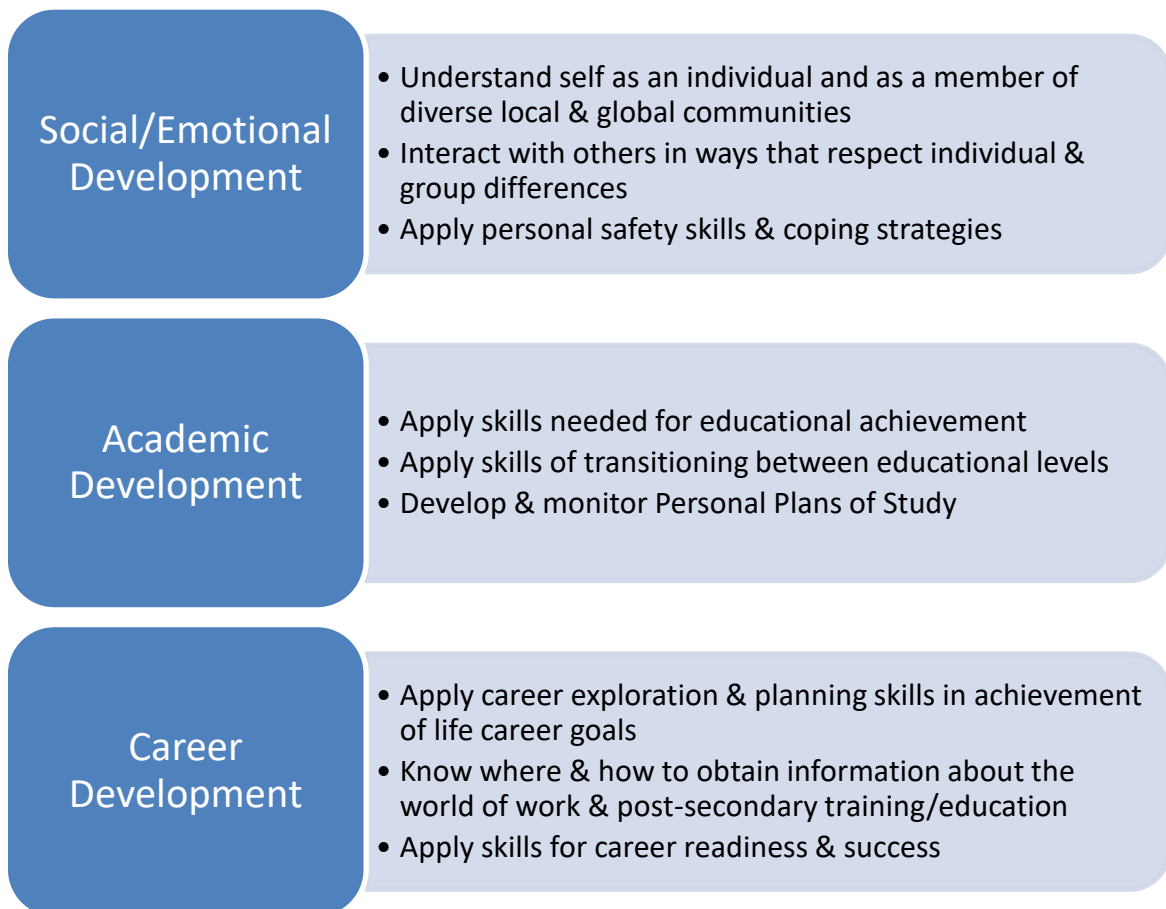 Social/Emotional
Development
• Understand self as an individual and as a member of
diverse local & global communities
• Interact with others in ways that respect individual &
group differences
• Apply personal safety skills & coping strategies
Academic
Development
• Apply skills needed for educational achievement
• Apply skills of transitioning between educational levels
• Develop & monitor Personal Plans of Study
Career
Development
• Apply career exploration & planning skills in achievement
of life career goals
• Know where & how to obtain information about the
world of work & post-secondary training/education
• Apply skills for career readiness & success